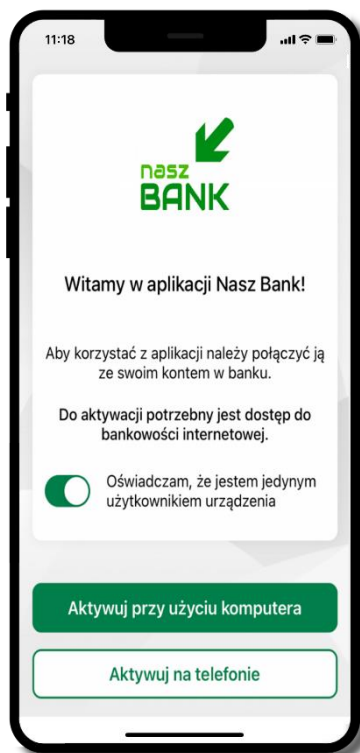 11:18
nasz
BANK
Witamy w aplikacji Nasz Bank!
Aby korzystać z aplikacji należy połączyć ją
ze swoim kontem w banku.
Do aktywacji potrzebny jest dostęp do
bankowości internetowej.
Oświadczam, że jestem jedynym
użytkownikiem urządzenia
Aktywuj przy użyciu komputera
Aktywuj na telefonie